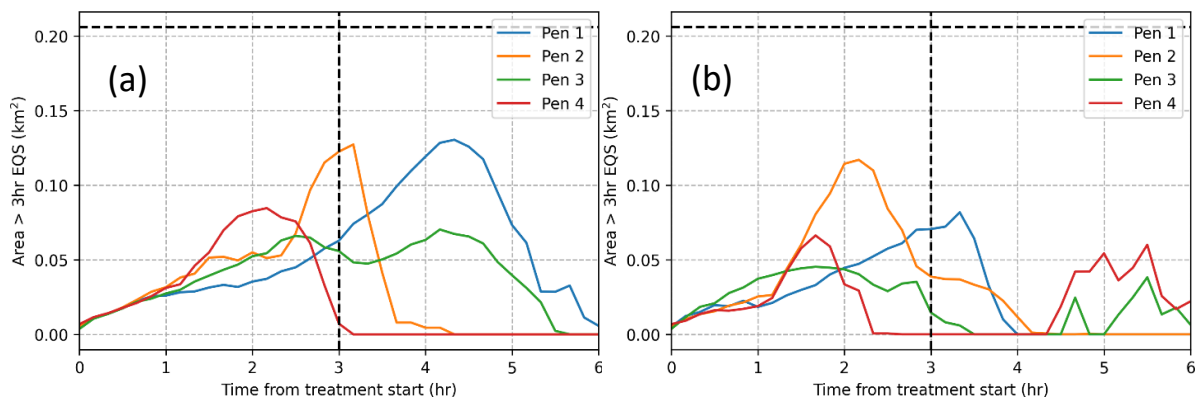 (a)
Area > 3hr EQS (km²)
0.20
0.15
0.10
0.05
0.00
0 1 2 3 4 5 6
Time from treatment start (hr)
Pen 1
Pen 2
Pen 3
Pen 4
(b)
Area > 3hr EQS (km²)
0.20
0.15
0.10
0.05
0.00
0 1 2 3 4 5 6
Time from treatment start (hr)
Pen 1
Pen 2
Pen 3
Pen 4